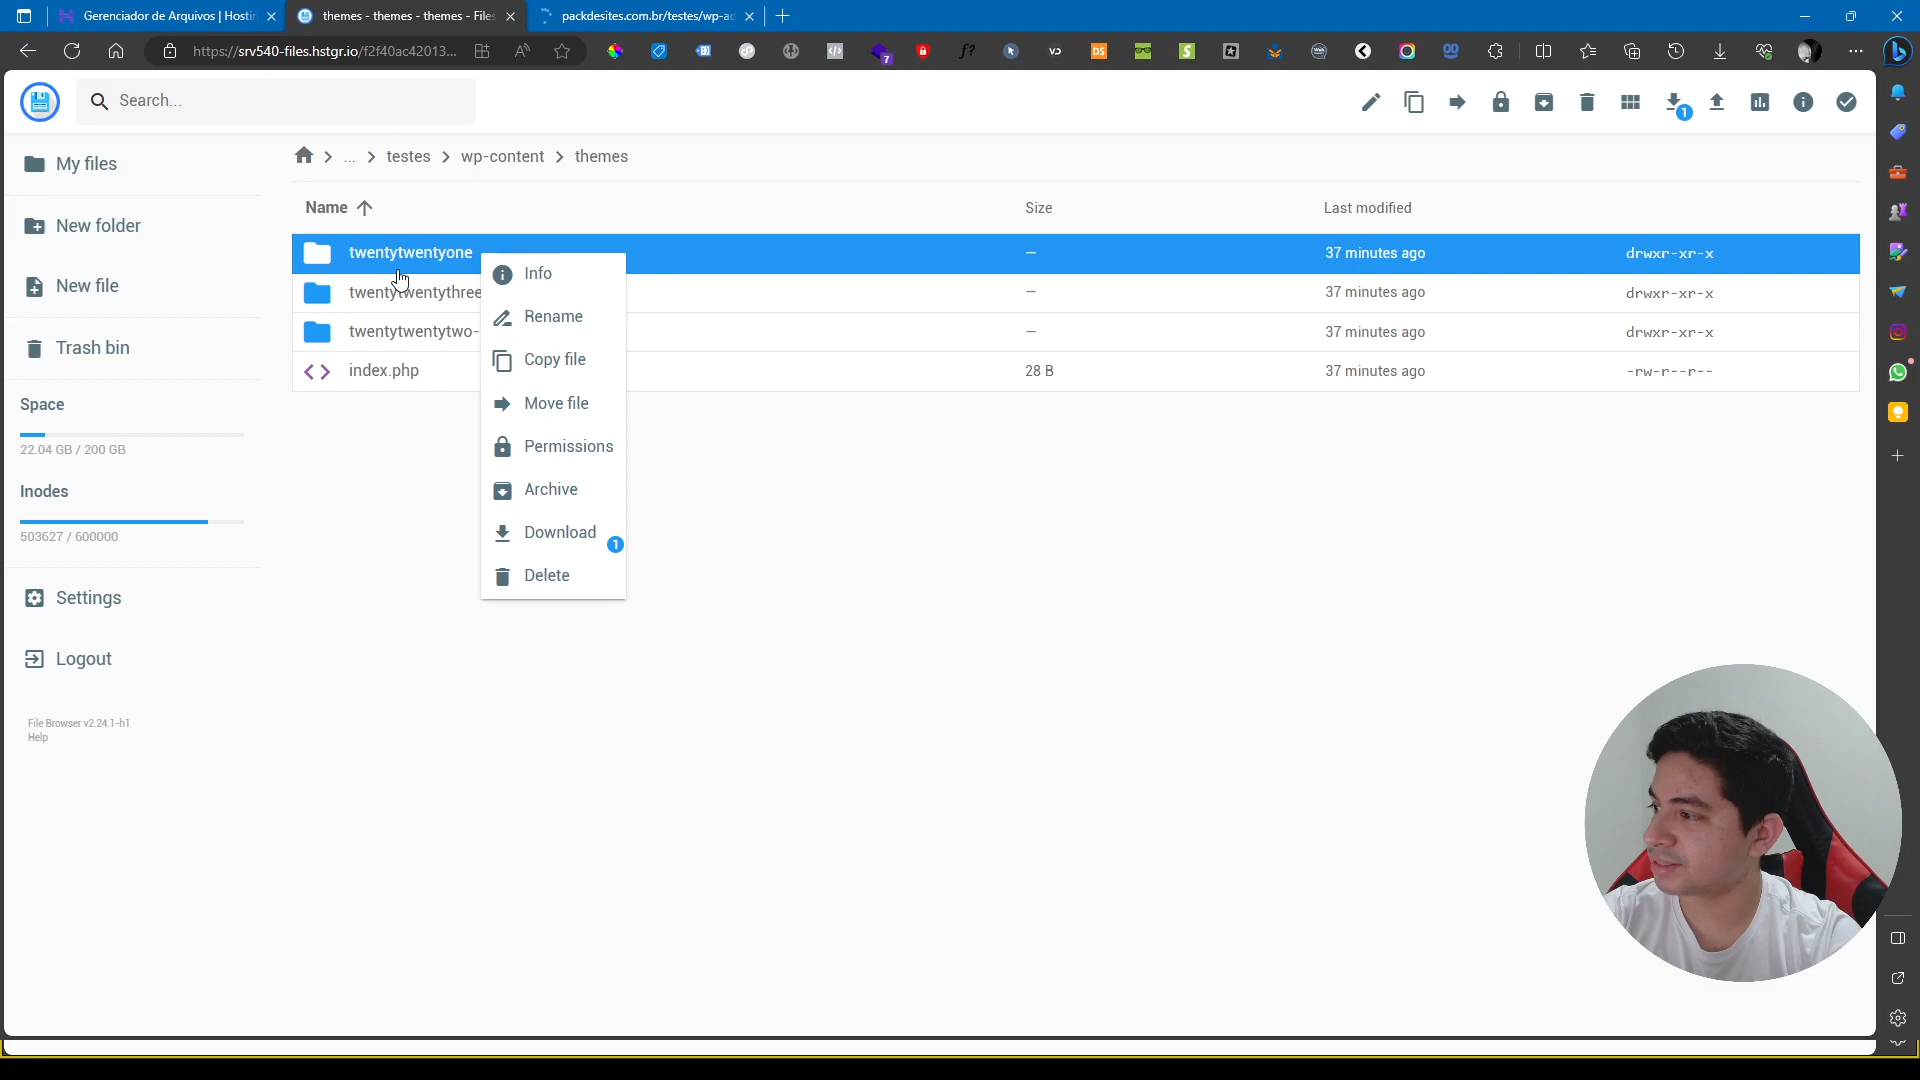 Gerenciador de Arquivos | Hostin
themes - themes - themes - Files
packdesites.com.br/testes/wp-ad
https://srv540-files.hstgr.io/f2f40ac42013...
7
Search...
1
My files
... testes wp-content themes
Name Size Last modified
New folder
twentytwentyone — 37 minutes ago drwxr-xr-x
twentytwentythree — 37 minutes ago drwxr-xr-x
twentytwentytwo- — 37 minutes ago drwxr-xr-x
index.php 28 B 37 minutes ago -rw-r--r--
Info
Rename
Copy file
Move file
Permissions
Archive
Download 1
Delete
New file
Trash bin
Space
22.04 GB / 200 GB
Inodes
503627 / 600000
Settings
Logout
File Browser v2.24.1-h1
Help